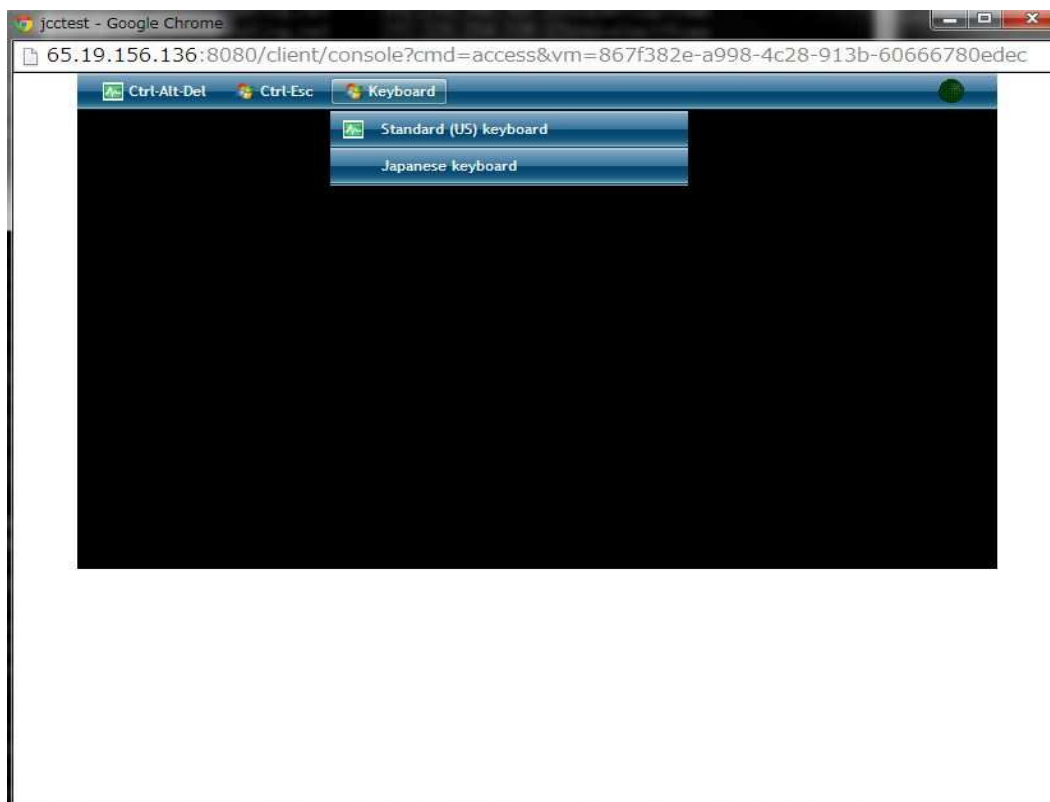 jcctest - Google Chrome
65.19.156.136:8080/client/console?cmd=access&vm=867f382e-a998-4c28-913b-60666780edec
Ctrl-Alt-Del Ctrl-Esc Keyboard
Standard (US) keyboard
Japanese keyboard